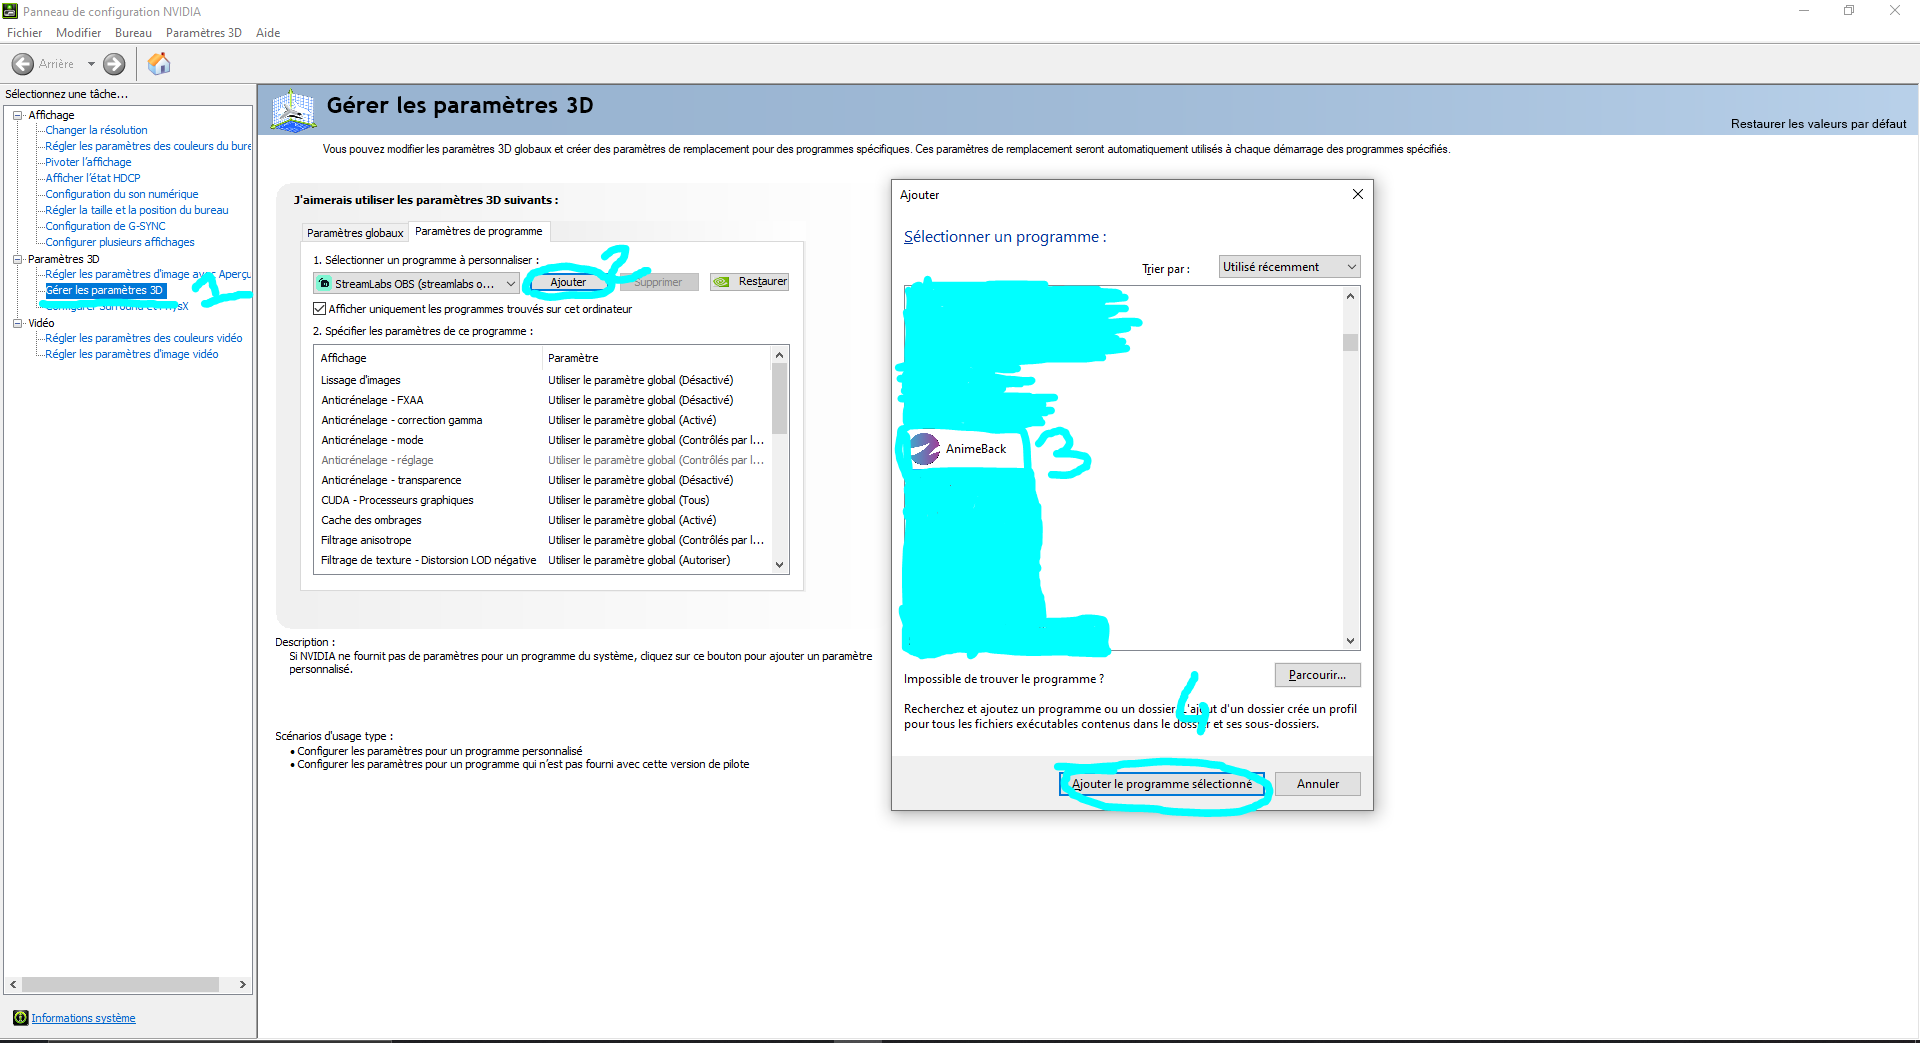 Panneau de configuration NVIDIA
Fichier Modifier Bureau Paramètres 3D Aide
Arrière
Sélectionnez une tâche...
Affichage
Changer la résolution
Régler les paramètres des couleurs du bure
Pivoter l'affichage
Afficher l'état HDCP
Configuration du son numérique
Régler la taille et la position du bureau
Configuration de G-SYNC
Configurer plusieurs affichages
Paramètres 3D
Régler les paramètres d'image avec Aperçu
Gérer les paramètres 3D
1
Configurer Surround et PhysX
Vidéo
Régler les paramètres des couleurs vidéo
Régler les paramètres d'image vidéo
Informations système
Gérer les paramètres 3D
Restaurer les valeurs par défaut
Vous pouvez modifier les paramètres 3D globaux et créer des paramètres de remplacement pour des programmes spécifiques. Ces paramètres de remplacement seront automatiquement utilisés à chaque démarrage des programmes spécifiés.
J'aimerais utiliser les paramètres 3D suivants :
Paramètres globaux Paramètres de programme
1. Sélectionner un programme à personnaliser :
2
StreamLabs OBS (streamlabs o... Ajouter Supprimer Restaurer
Afficher uniquement les programmes trouvés sur cet ordinateur
2. Spécifier les paramètres de ce programme :
Affichage Paramètre
Lissage d'images Utiliser le paramètre global (Désactivé)
Anticrénelage - FXAA Utiliser le paramètre global (Désactivé)
Anticrénelage - correction gamma Utiliser le paramètre global (Activé)
Anticrénelage - mode Utiliser le paramètre global (Contrôlés par l...
Anticrénelage - réglage Utiliser le paramètre global (Contrôlés par l...
Anticrénelage - transparence Utiliser le paramètre global (Désactivé)
CUDA - Processeurs graphiques Utiliser le paramètre global (Tous)
Cache des ombrages Utiliser le paramètre global (Activé)
Filtrage anisotrope Utiliser le paramètre global (Contrôlés par l...
Filtrage de texture - Distorsion LOD négative Utiliser le paramètre global (Autoriser)
Description :
Si NVIDIA ne fournit pas de paramètres pour un programme du système, cliquez sur ce bouton pour ajouter un paramètre
personnalisé.
Scénarios d'usage type :
• Configurer les paramètres pour un programme personnalisé
• Configurer les paramètres pour un programme qui n'est pas fourni avec cette version de pilote
Ajouter
Sélectionner un programme :
Trier par : Utilisé récemment
AnimeBack
3
Impossible de trouver le programme ? Parcourir...
4
Recherchez et ajoutez un programme ou un dossier. L'ajout d'un dossier crée un profil
pour tous les fichiers exécutables contenus dans le dossier et ses sous-dossiers.
Ajouter le programme sélectionné Annuler